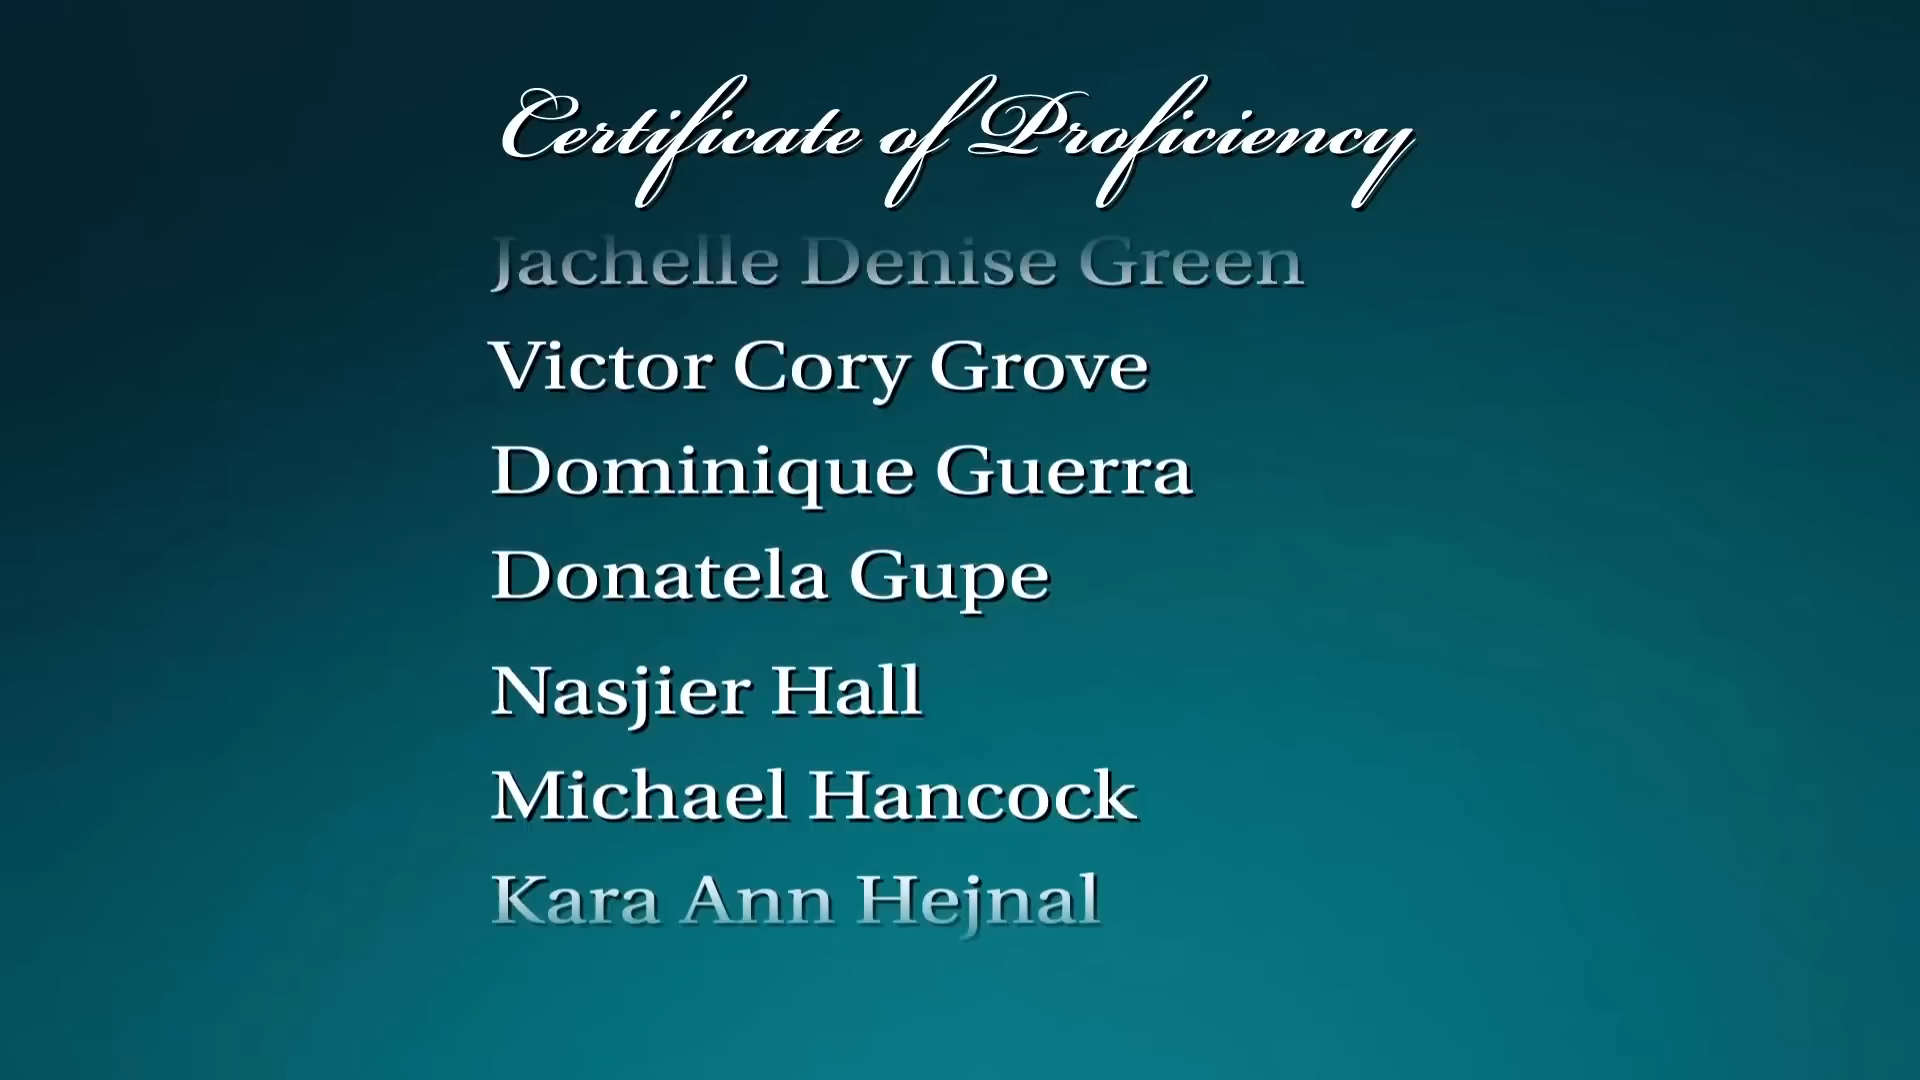 Certificate of Proficiency
Jachelle Denise Green
Victor Cory Grove
Dominique Guerra
Donatela Gupe
Nasjier Hall
Michael Hancock
Kara Ann Hejnal